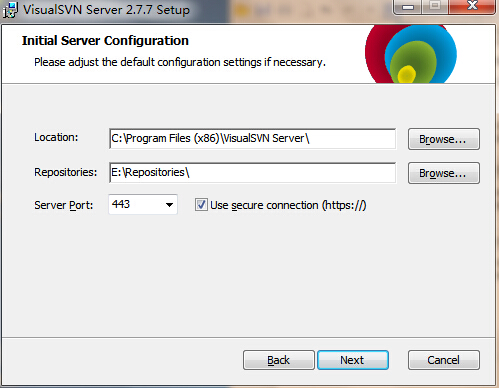 VisualSVN Server 2.7.7 Setup
Initial Server Configuration
Please adjust the default configuration settings if necessary.
Location: C:\Program Files (x86)\VisualSVN Server\ Browse...
Repositories: E:\Repositories\ Browse...
Server Port: 443 Use secure connection (https://)
Back Next Cancel